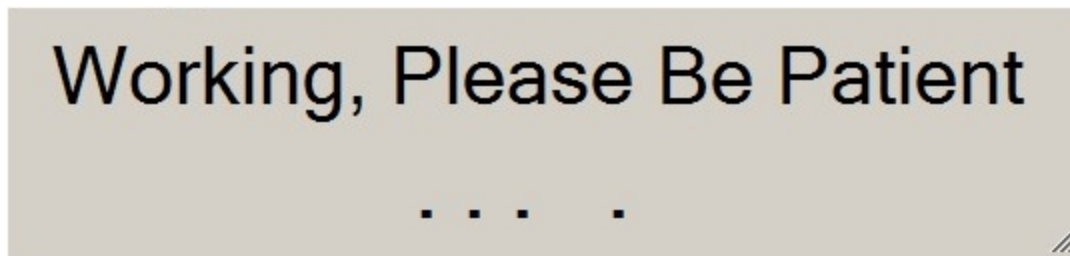 Working, Please Be Patient
. . .   .